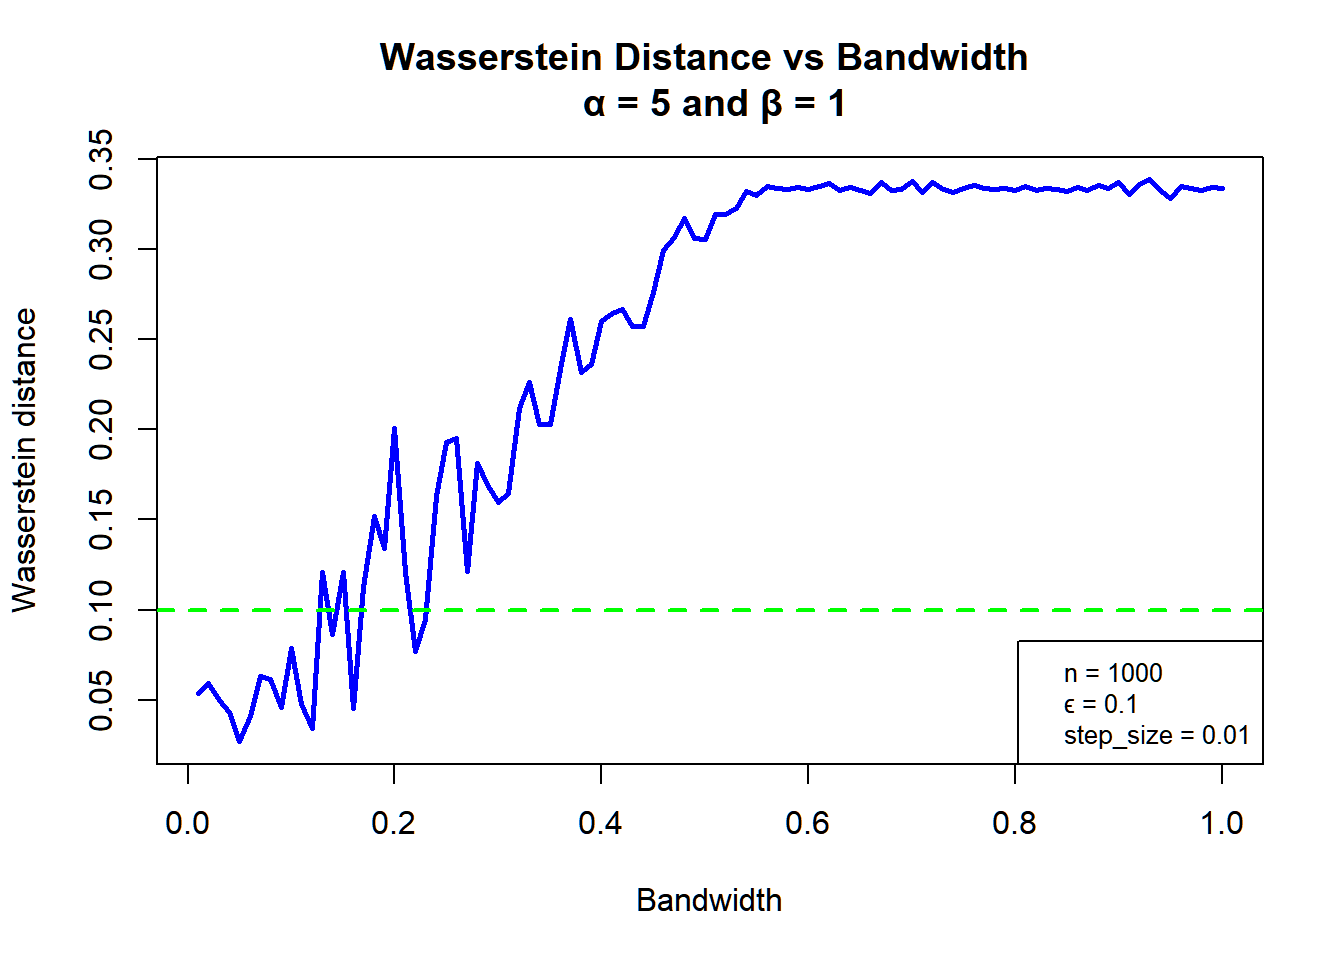 Wasserstein Distance vs Bandwidth
α = 5 and β = 1
Wasserstein distance
0.35
0.30
0.25
0.20
0.15
0.10
0.05
n = 1000
ϵ = 0.1
step_size = 0.01
0.0 0.2 0.4 0.6 0.8 1.0
Bandwidth